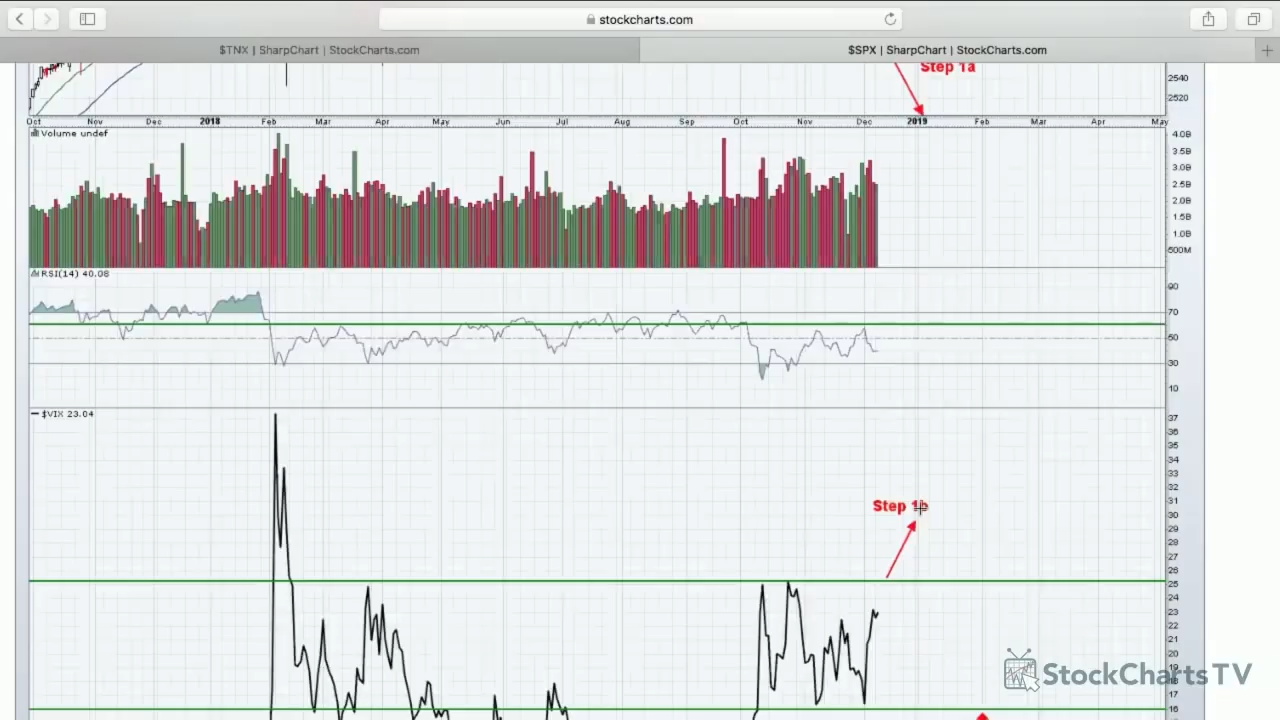 stockcharts.com
$TNX | SharpChart | StockCharts.com
$SPX | SharpChart | StockCharts.com
Step 1a
2540
2520
Oct Nov Dec 2018 Feb Mar Apr May Jun Jul Aug Sep Oct Nov Dec 2019 Feb Mar Apr May
Volume undef
4.0B
3.5B
3.0B
2.5B
2.0B
1.5B
1.0B
500M
RSI(14) 40.08
90
70
50
30
10
$VIX 23.04
37
36
35
34
33
32
31
30
29
28
27
26
25
24
23
22
21
20
19
18
17
16
Step 1b
StockChartsTV